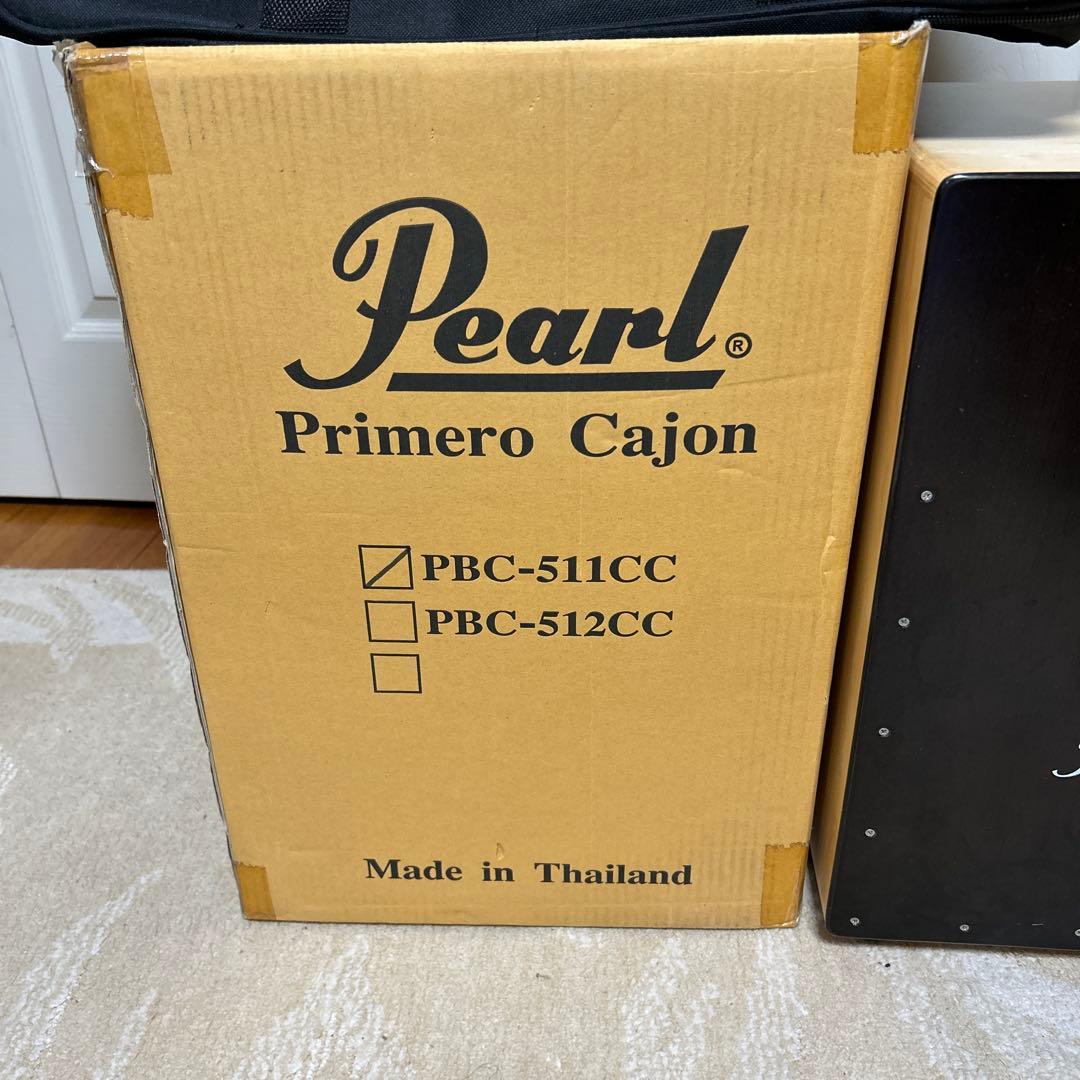 Pearl®
Primero Cajon
PBC-511CC
PBC-512CC
Made in Thailand